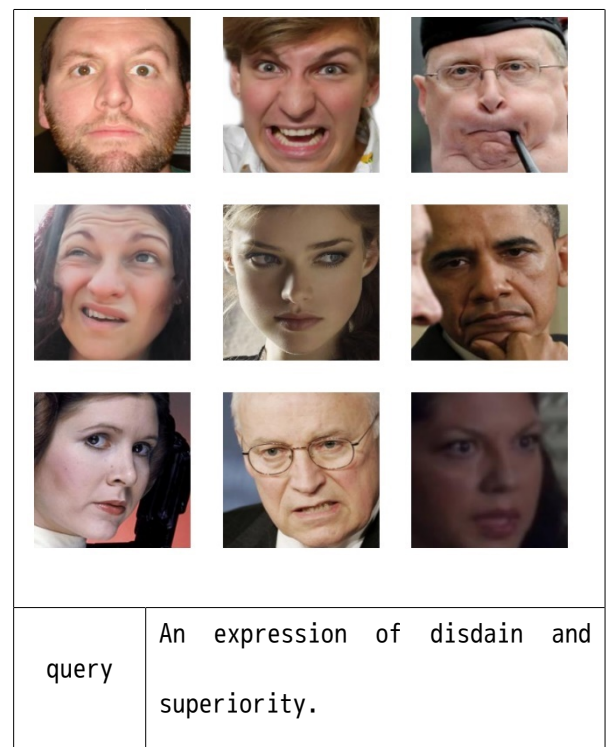 query
An expression of disdain and
superiority.